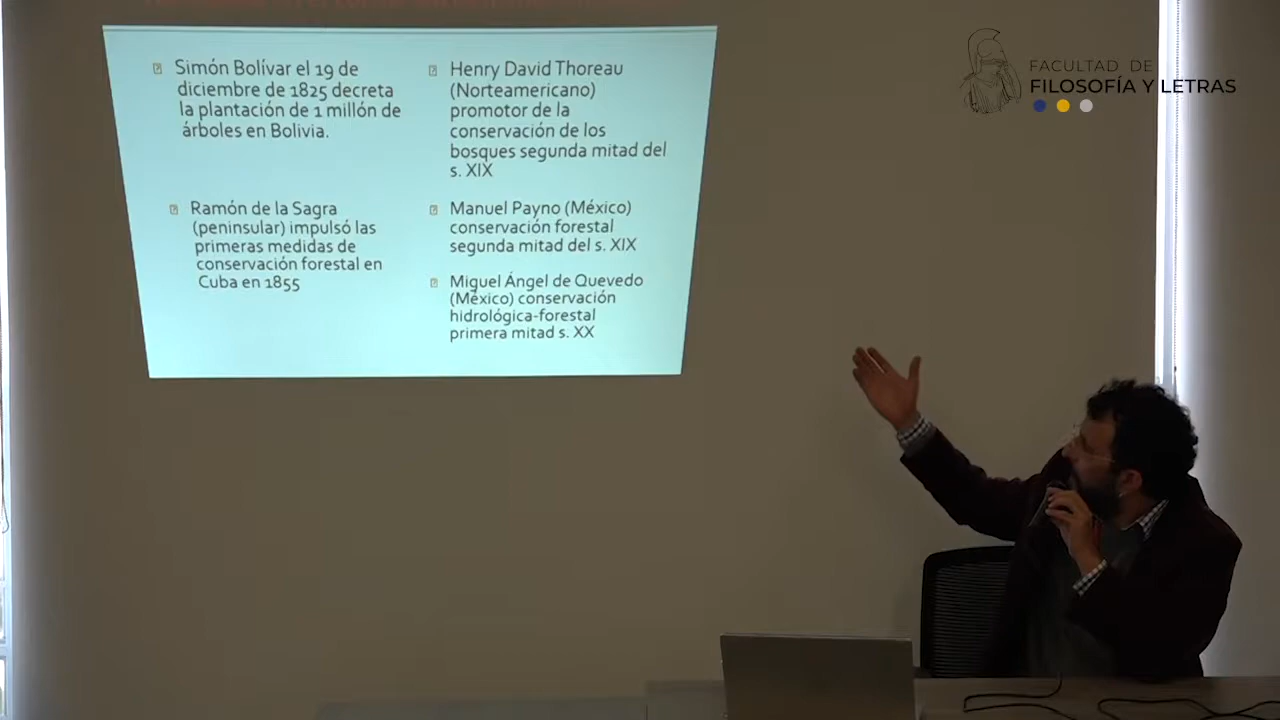 Simón Bolívar el 19 de
diciembre de 1825 decreta
la plantación de 1 millón de
árboles en Bolivia.
Ramón de la Sagra
(peninsular) impulsó las
primeras medidas de
conservación forestal en
Cuba en 1855
Henry David Thoreau
(Norteamericano)
promotor de la
conservación de los
bosques segunda mitad del
s. XIX
Manuel Payno (México)
conservación forestal
segunda mitad del s. XIX
Miguel Ángel de Quevedo
(México) conservación
hidrológica-forestal
primera mitad s. XX
FACULTAD DE
FILOSOFÍA Y LETRAS